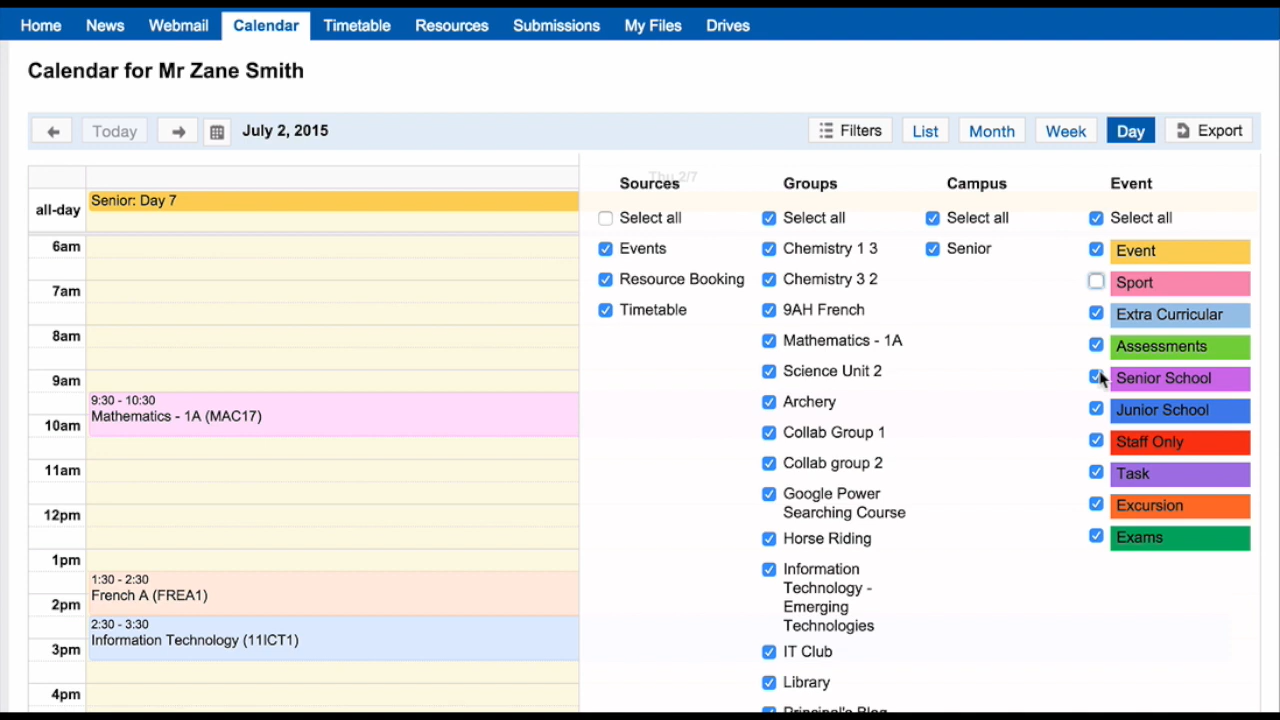 Home News Webmail Calendar Timetable Resources Submissions My Files Drives
Calendar for Mr Zane Smith
Today July 2, 2015 Filters List Month Week Day Export
Thu 2/7
all-day
Senior: Day 7
6am
7am
8am
9am
9:30 - 10:30
Mathematics - 1A (MAC17)
10am
11am
12pm
1pm
1:30 - 2:30
French A (FREA1)
2pm
2:30 - 3:30
Information Technology (11ICT1)
3pm
4pm
Sources
Select all
Events
Resource Booking
Timetable
Groups
Select all
Chemistry 1 3
Chemistry 3 2
9AH French
Mathematics - 1A
Science Unit 2
Archery
Collab Group 1
Collab group 2
Google Power
Searching Course
Horse Riding
Information
Technology -
Emerging
Technologies
IT Club
Library
Principal's Blog
Campus
Select all
Senior
Event
Select all
Event
Sport
Extra Curricular
Assessments
Senior School
Junior School
Staff Only
Task
Excursion
Exams